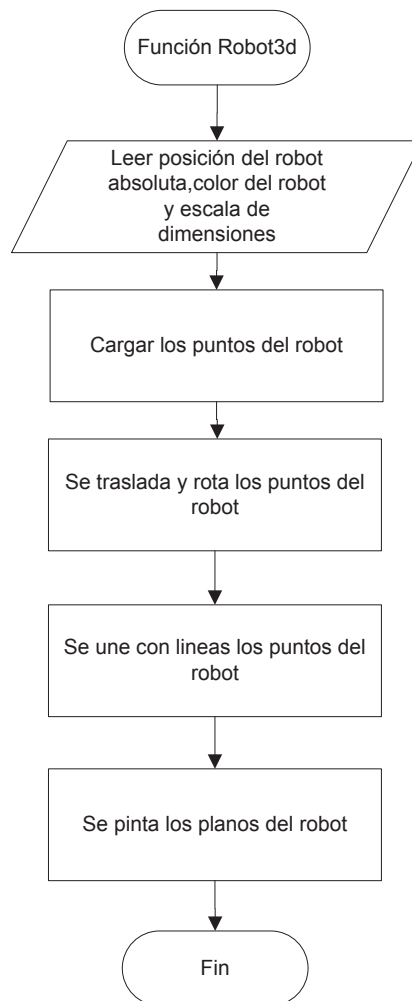 Función Robot3d
Leer posición del robot
absoluta,color del robot
y escala de
dimensiones
Cargar los puntos del robot
Se traslada y rota los puntos del
robot
Se une con lineas los puntos del
robot
Se pinta los planos del robot
Fin